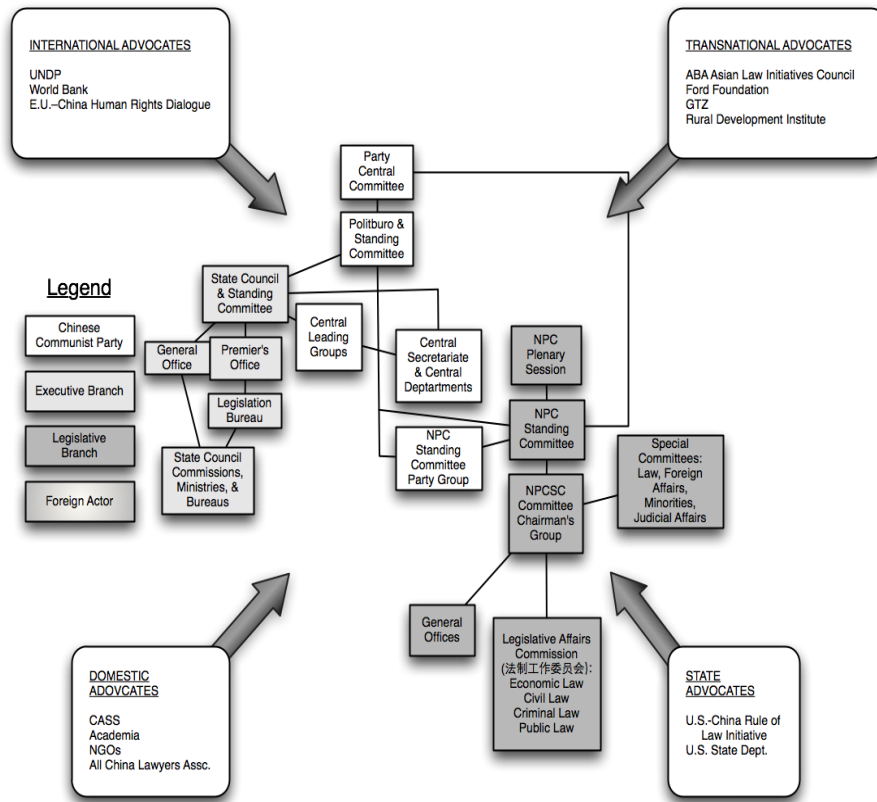 INTERNATIONAL ADVOCATES
UNDP
World Bank
E.U.–China Human Rights Dialogue
TRANSNATIONAL ADVOCATES
ABA Asian Law Initiatives Council
Ford Foundation
GTZ
Rural Development Institute
Party
Central
Committee
Politburo &
Standing
Committee
State Council
& Standing
Committee
Central
Leading
Groups
General
Office
Premier's
Office
Central
Secretariate
& Central
Deptartments
Legislation
Bureau
State Council
Commissions,
Ministries, &
Bureaus
NPC
Plenary
Session
NPC
Standing
Committee
NPC
Standing
Committee
Party Group
NPCSC
Committee
Chairman's
Group
Special
Committees:
Law, Foreign
Affairs,
Minorities,
Judicial Affairs
General
Offices
Legislative Affairs
Commission
(法制工作委员会):
Economic Law
Civil Law
Criminal Law
Public Law
Legend
Chinese
Communist Party
Executive Branch
Legislative
Branch
Foreign Actor
DOMESTIC
ADOVCATES
CASS
Academia
NGOs
All China Lawyers Assc.
STATE
ADVOCATES
U.S.-China Rule of
Law Initiative
U.S. State Dept.